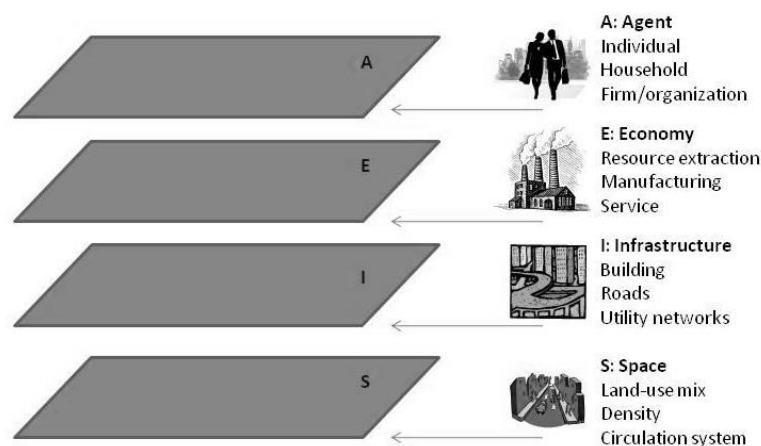 A
A: Agent
Individual
Household
Firm/organization
E
E: Economy
Resource extraction
Manufacturing
Service
I
I: Infrastructure
Building
Roads
Utility networks
S
S: Space
Land-use mix
Density
Circulation system